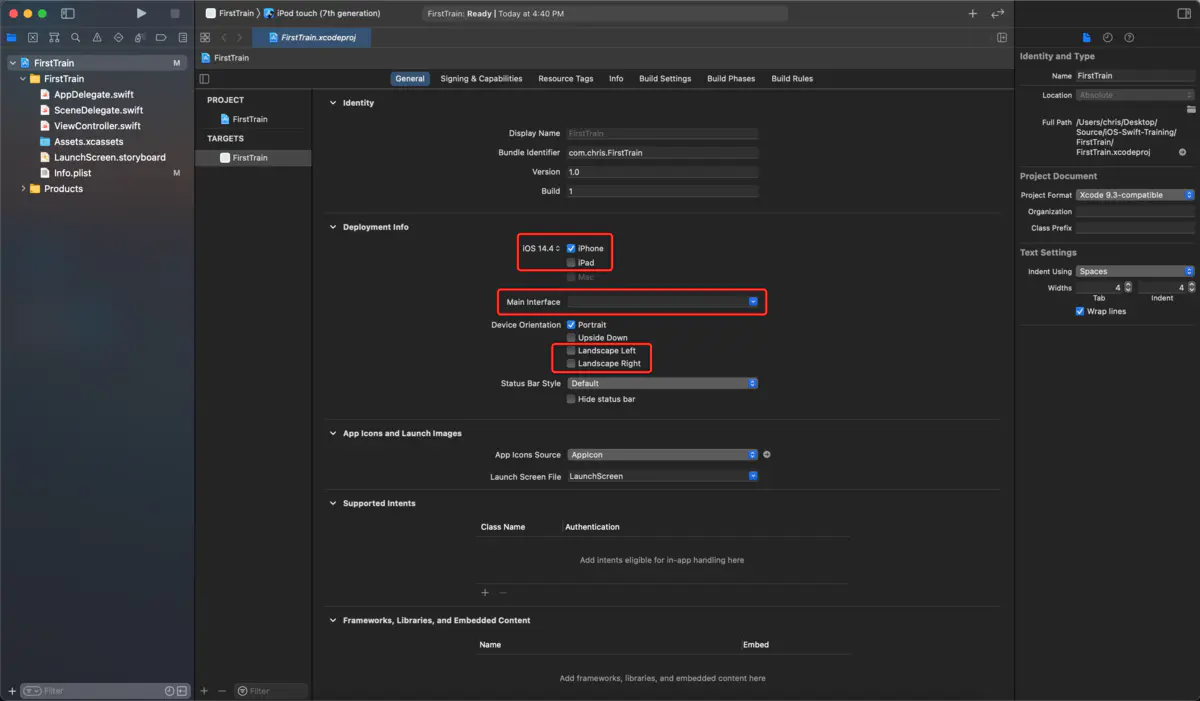 FirstTrain 〉 iPod touch (7th generation)
FirstTrain: Ready | Today at 4:40 PM
FirstTrain.xcodeproj
FirstTrain M
FirstTrain
AppDelegate.swift
SceneDelegate.swift
ViewController.swift
Assets.xcassets
LaunchScreen.storyboard
Info.plist M
Products
Filter
FirstTrain
General Signing & Capabilities Resource Tags Info Build Settings Build Phases Build Rules
PROJECT
FirstTrain
TARGETS
FirstTrain
Filter
Identity
Display Name FirstTrain
Bundle Identifier com.chris.FirstTrain
Version 1.0
Build 1
Deployment Info
iOS 14.4 iPhone
iPad
Mac
Main Interface
Device Orientation Portrait
Upside Down
Landscape Left
Landscape Right
Status Bar Style Default
Hide status bar
App Icons and Launch Images
App Icons Source AppIcon
Launch Screen File LaunchScreen
Supported Intents
Class Name Authentication
Add intents eligible for in-app handling here
Frameworks, Libraries, and Embedded Content
Name Embed
Add frameworks, libraries, and embedded content here
Identity and Type
Name FirstTrain
Location Absolute
Full Path /Users/chris/Desktop/
Source/iOS-Swift-Training/
FirstTrain/
FirstTrain.xcodeproj
Project Document
Project Format Xcode 9.3-compatible
Organization
Class Prefix
Text Settings
Indent Using Spaces
Widths 4 4
Tab Indent
Wrap lines